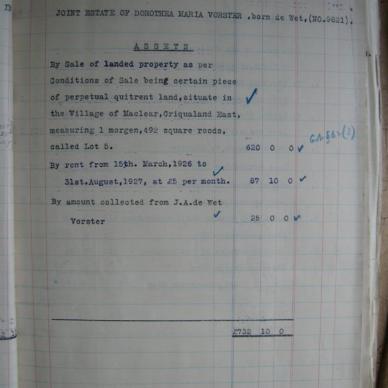 JOINT ESTATE OF DOROTHEA MARIA VORSTER ,born de Wet,(NO.9821).
ASSETS
By Sale of landed property as per
Conditions of Sale being certain piece
of perpetual quitrent land,situate in
the Village of Maclear,Griqualand East,
measuring 1 morgen,492 square roods,
called Lot 5. 620 0 0
By rent from 15th. March,1926 to
31st.August,1927, at £5 per month. 87 10 0
By amount collected from J.A.de Wet
Vorster 25 0 0
£732 10 0